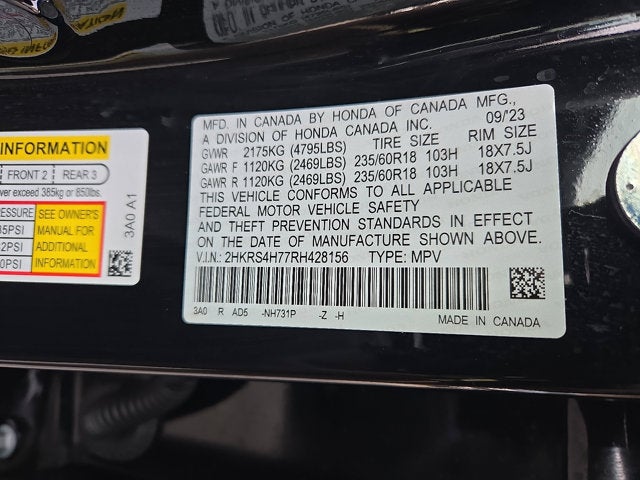 INFORMATION
FRONT 2 REAR 3
ver exceed 385kg or 850lbs.
PRESSURE SEE OWNER'S
35PSI MANUAL FOR
ADDITIONAL
0PSI INFORMATION
3A0 A1
MFD. IN CANADA BY HONDA OF CANADA MFG.,
A DIVISION OF HONDA CANADA INC. 09/'23
GVWR 2175KG (4795LBS) TIRE SIZE RIM SIZE
GAWR F 1120KG (2469LBS) 235/60R18 103H 18X7.5J
GAWR R 1120KG (2469LBS) 235/60R18 103H 18X7.5J
THIS VEHICLE CONFORMS TO ALL APPLICABLE
FEDERAL MOTOR VEHICLE SAFETY
AND THEFT PREVENTION STANDARDS IN EFFECT
ON THE DATE OF MANUFACTURE SHOWN ABOVE.
V.I.N.: 2HKRS4H77RH428156 TYPE: MPV
3A0 R AD5 -NH731P -Z -H
MADE IN CANADA